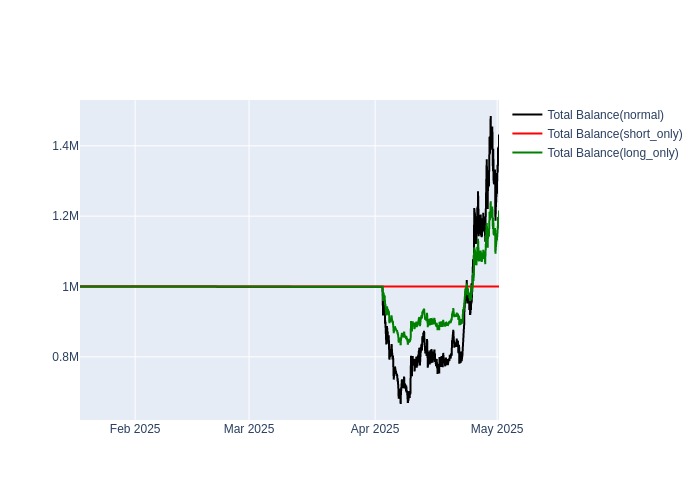 1.4M
1.2M
1M
0.8M
Feb 2025
Mar 2025
Apr 2025
May 2025
Total Balance(normal)
Total Balance(short_only)
Total Balance(long_only)